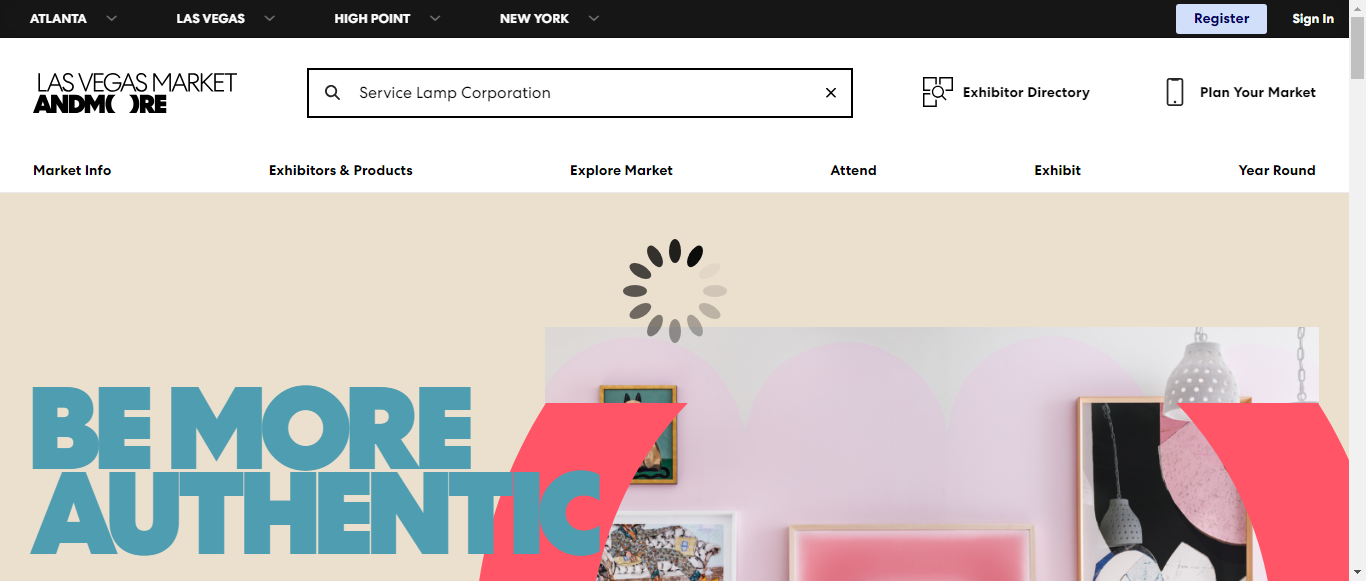 ATLANTA LAS VEGAS HIGH POINT NEW YORK Register Sign In
LAS VEGAS MARKET
ANDMORE
Service Lamp Corporation
Exhibitor Directory
Plan Your Market
Market Info Exhibitors & Products Explore Market Attend Exhibit Year Round
BE MORE
AUTHENTIC